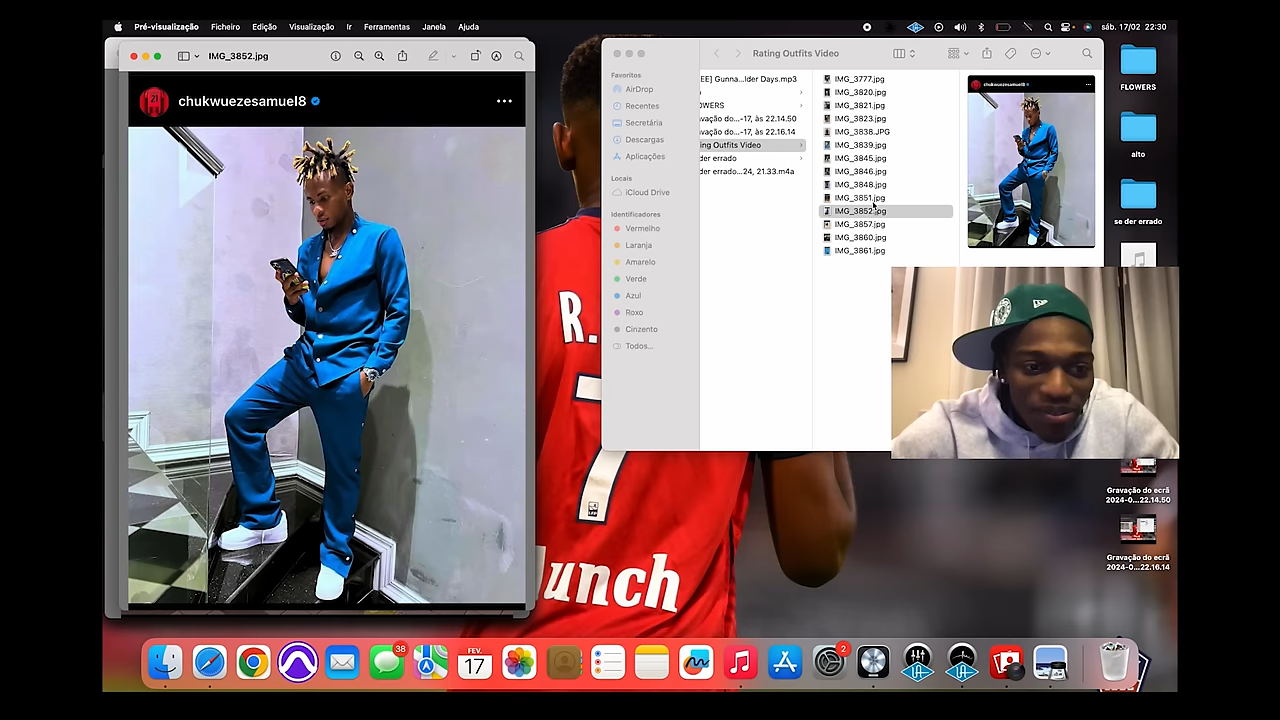 Pré-visualização Ficheiro Edição Visualização Ir Ferramentas Janela Ajuda
sáb. 17/02 22:30
IMG_3852.jpg
21
chukwuezesamuel8
R.
7
unch
Rating Outfits Video
Favoritos
AirDrop
Recentes
Secretária
Descargas
Aplicações
Locais
iCloud Drive
Identificadores
Vermelho
Laranja
Amarelo
Verde
Azul
Roxo
Cinzento
Todos...
EE] Gunna...lder Days.mp3
OWERS
vação do...-17, às 22.14.50
vação do...-17, às 22.16.14
ing Outfits Video
der errado
der errado...24, 21.33.m4a
IMG_3777.jpg
IMG_3820.jpg
IMG_3821.jpg
IMG_3823.jpg
IMG_3838.JPG
IMG_3839.jpg
IMG_3845.jpg
IMG_3846.jpg
IMG_3848.jpg
IMG_3851.jpg
IMG_3852.jpg
IMG_3857.jpg
IMG_3860.jpg
IMG_3861.jpg
chukwuezesamuel8
FLOWERS
alto
se der errado
Gravação do ecrã
2024-0...22.14.50
Gravação do ecrã
2024-0...22.16.14
38
FEV.
17
2